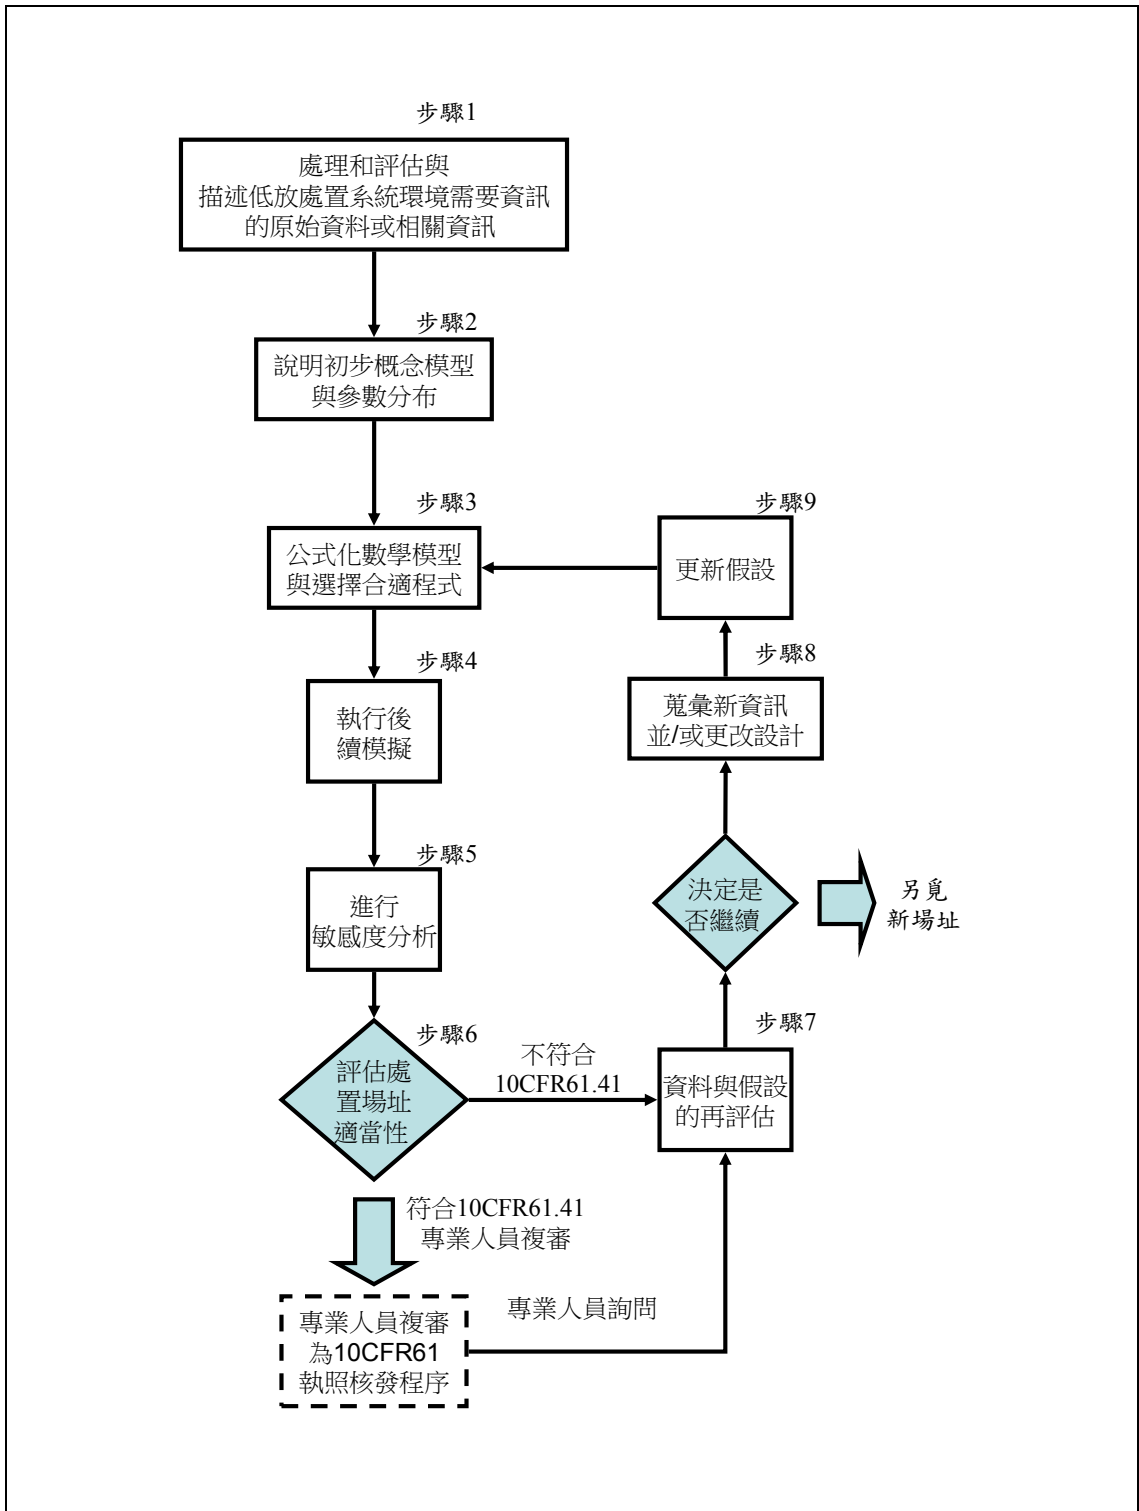 步驟1
處理和評估與
描述低放處置系統環境需要資訊
的原始資料或相關資訊
步驟2
說明初步概念模型
與參數分布
步驟3
公式化數學模型
與選擇合適程式
步驟4
執行後
續模擬
步驟5
進行
敏感度分析
步驟6
評估處
置場址
適當性
不符合
10CFR61.41
符合10CFR61.41
專業人員複審
專業人員複審
為10CFR61
執照核發程序
專業人員詢問
步驟7
資料與假設
的再評估
決定是
否繼續
另覓
新場址
步驟8
蒐彙新資訊
並/或更改設計
步驟9
更新假設